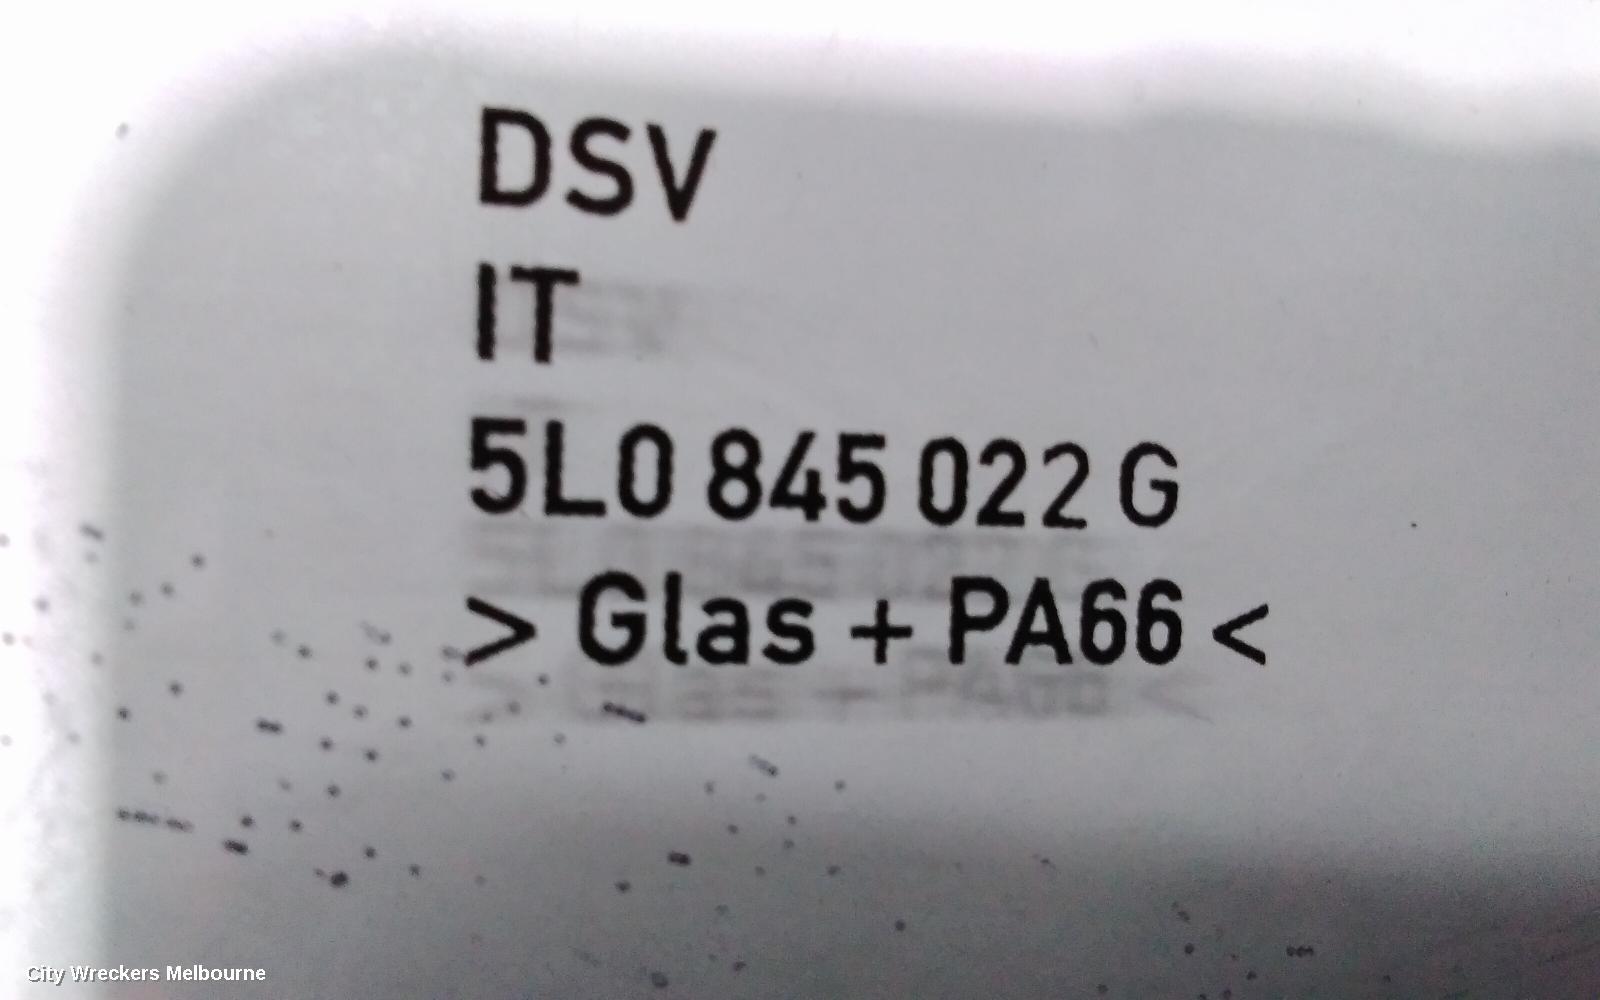 DSV
IT
5L0 845 022 G
> Glas + PA66 <
City Wreckers Melbourne